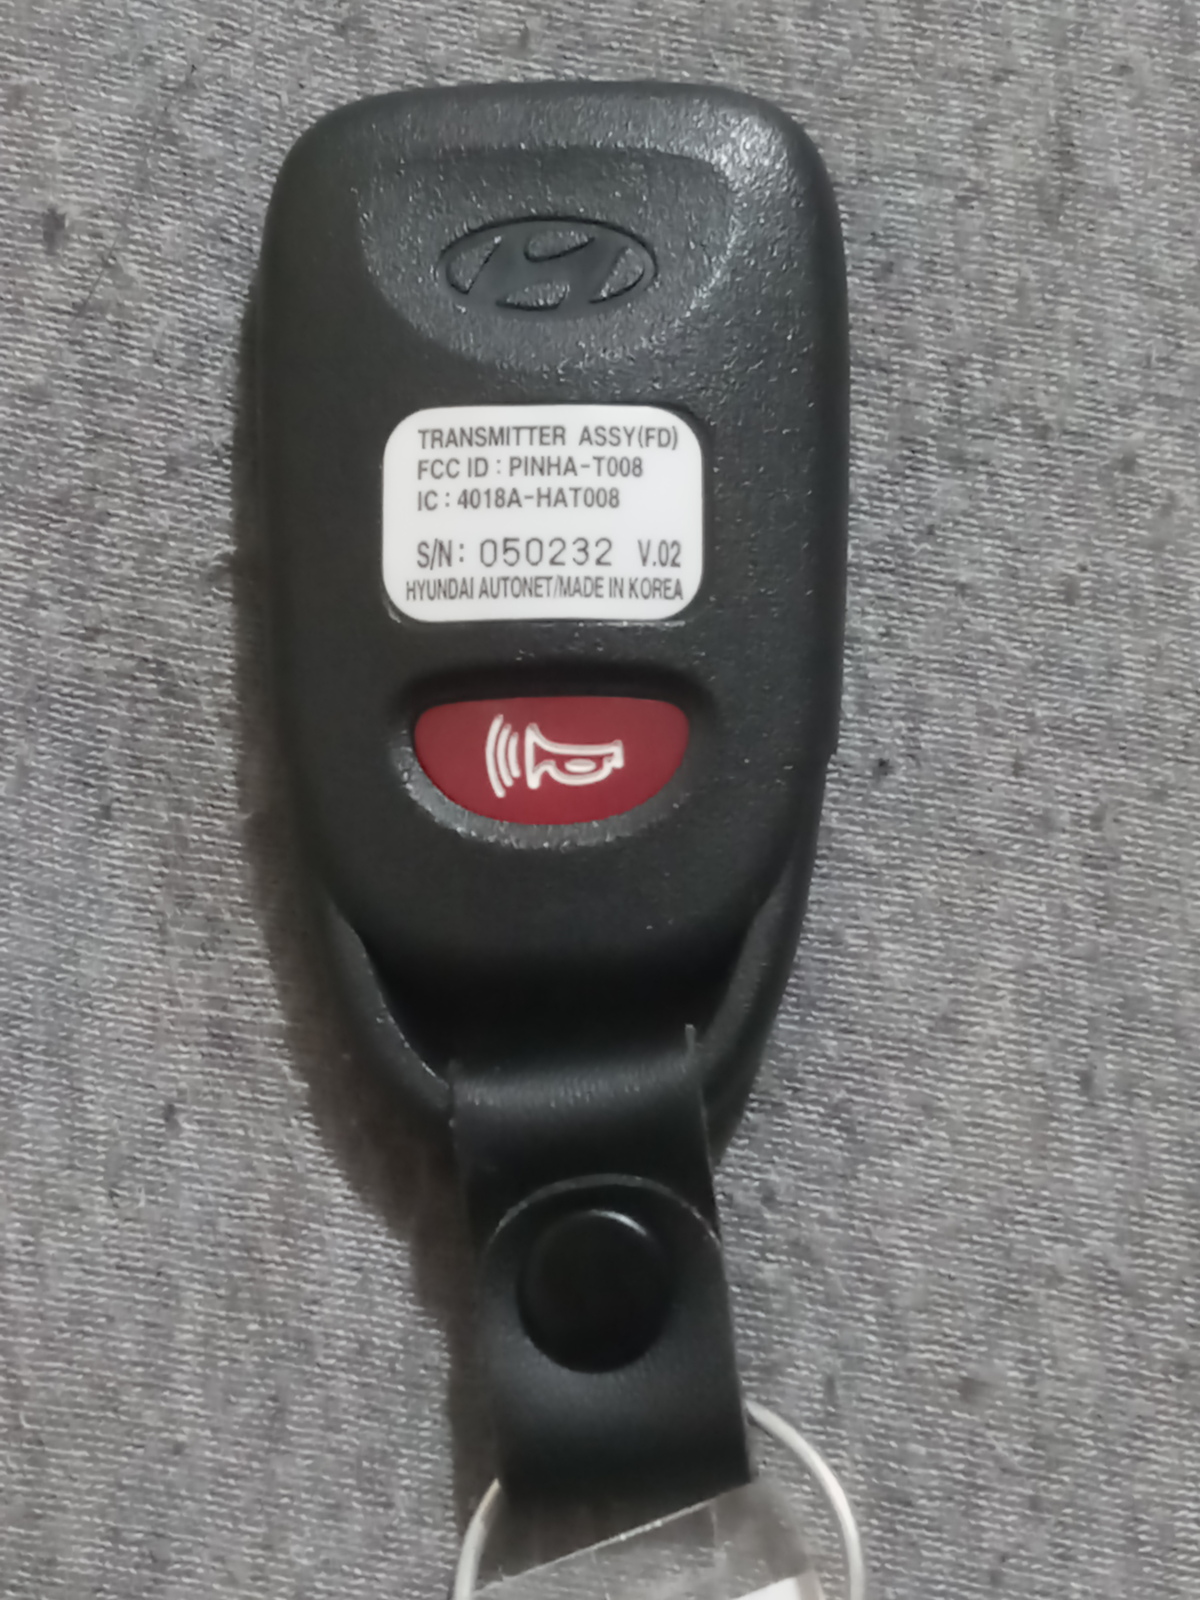 TRANSMITTER ASSY(FD)
FCC ID : PINHA-T008
IC : 4018A-HAT008
S/N: 050232 V.02
HYUNDAI AUTONET/MADE IN KOREA